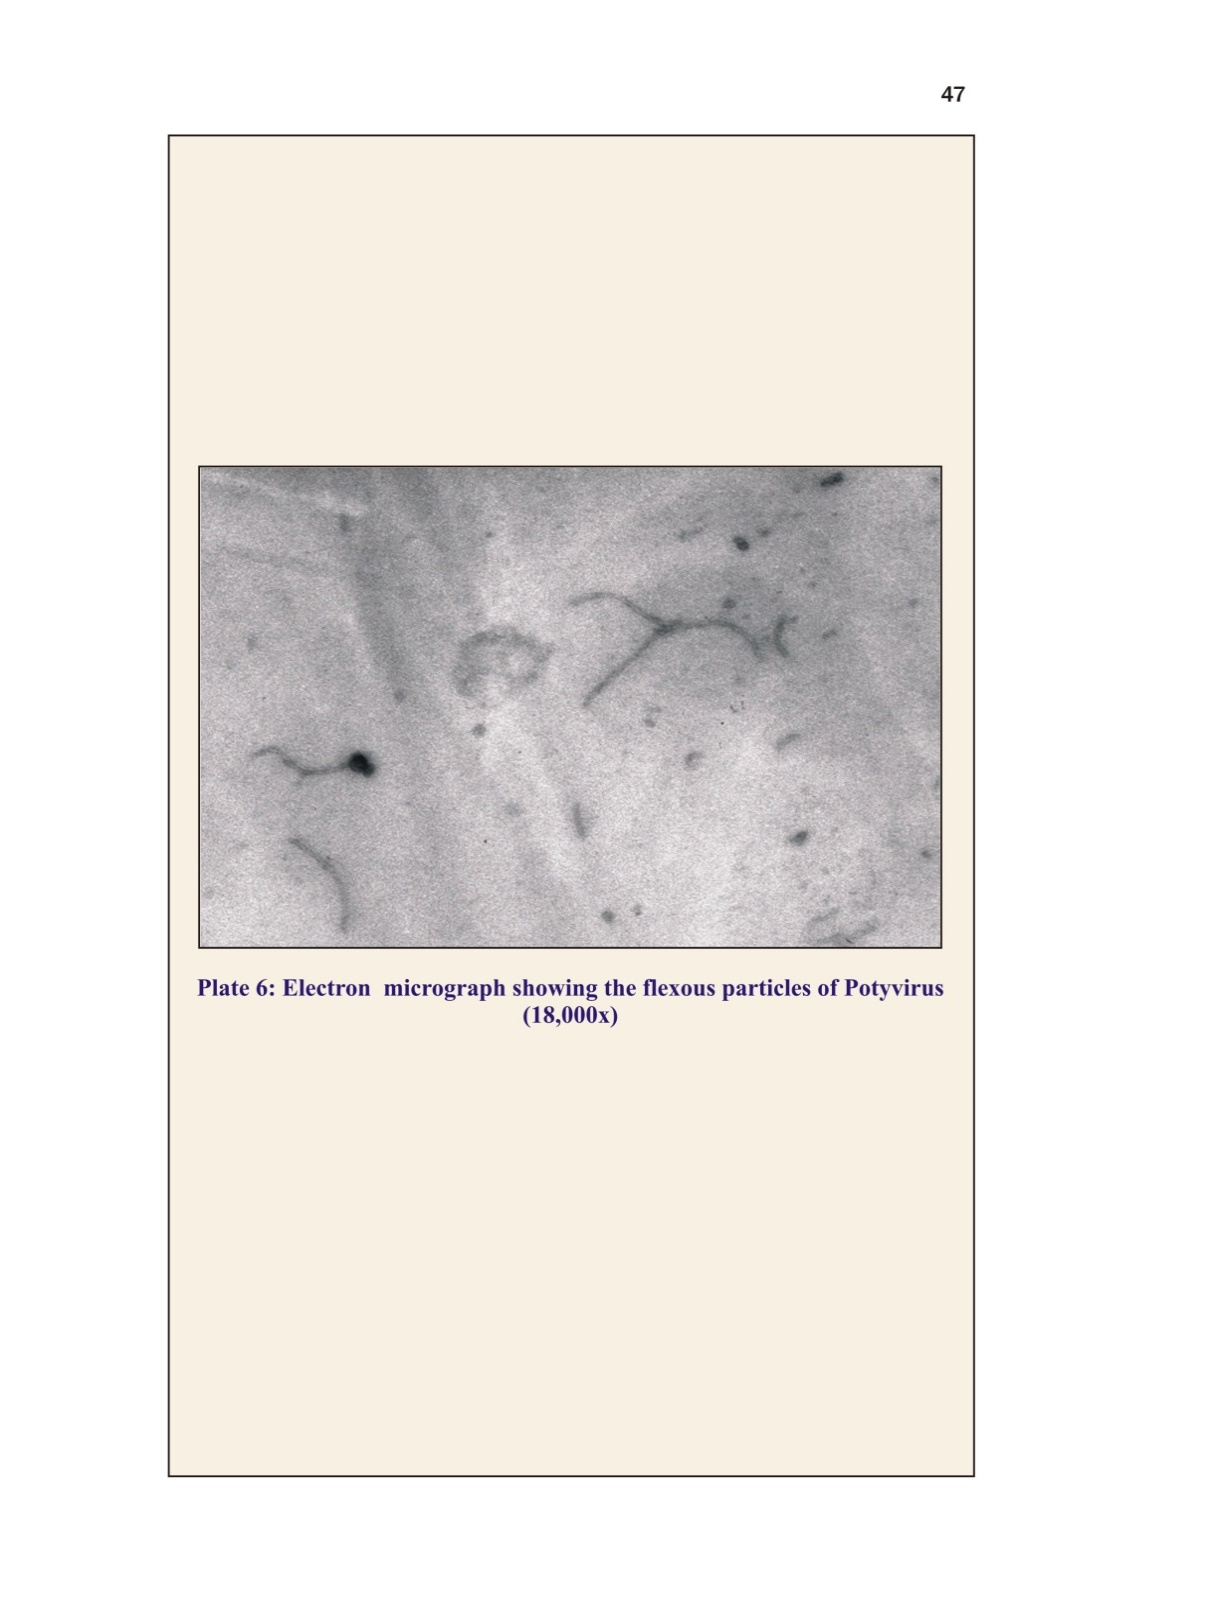 47
Plate 6: Electron  micrograph showing the flexous particles of Potyvirus
(18,000x)